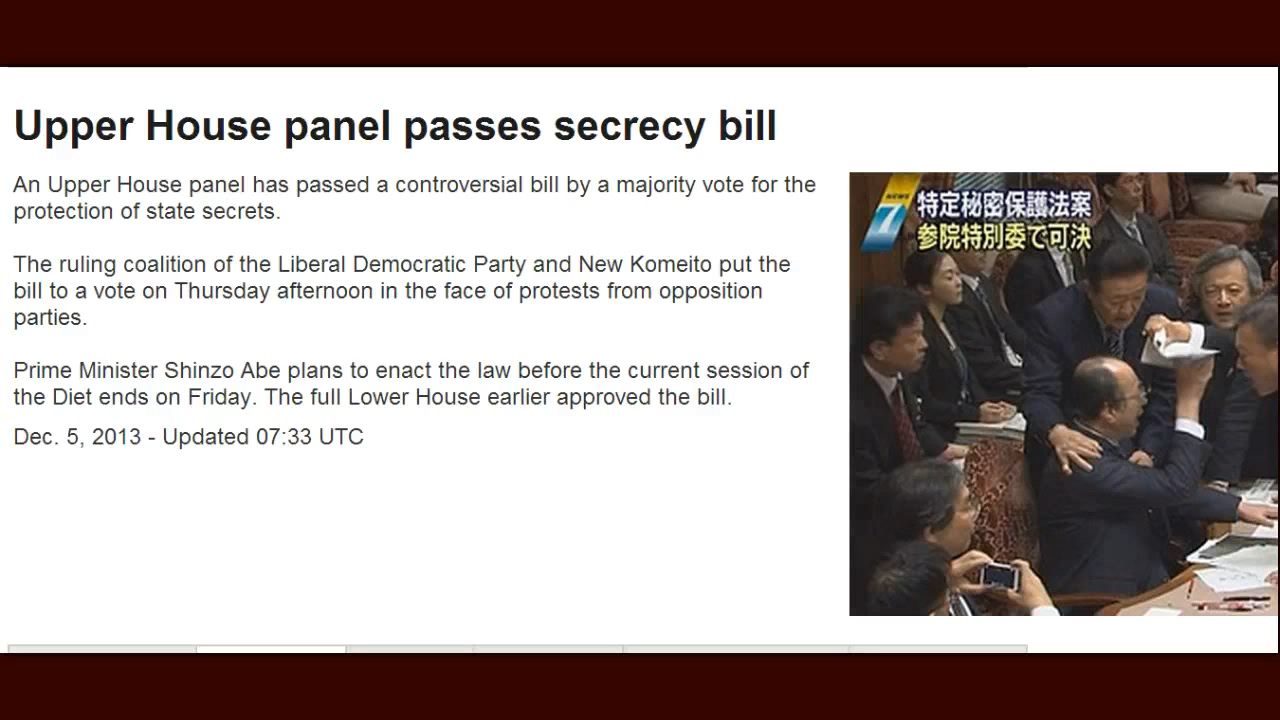 Upper House panel passes secrecy bill
An Upper House panel has passed a controversial bill by a majority vote for the
protection of state secrets.
The ruling coalition of the Liberal Democratic Party and New Komeito put the
bill to a vote on Thursday afternoon in the face of protests from opposition
parties.
Prime Minister Shinzo Abe plans to enact the law before the current session of
the Diet ends on Friday. The full Lower House earlier approved the bill.
Dec. 5, 2013 - Updated 07:33 UTC
NEWS
7
特定秘密保護法案
参院特別委で可決